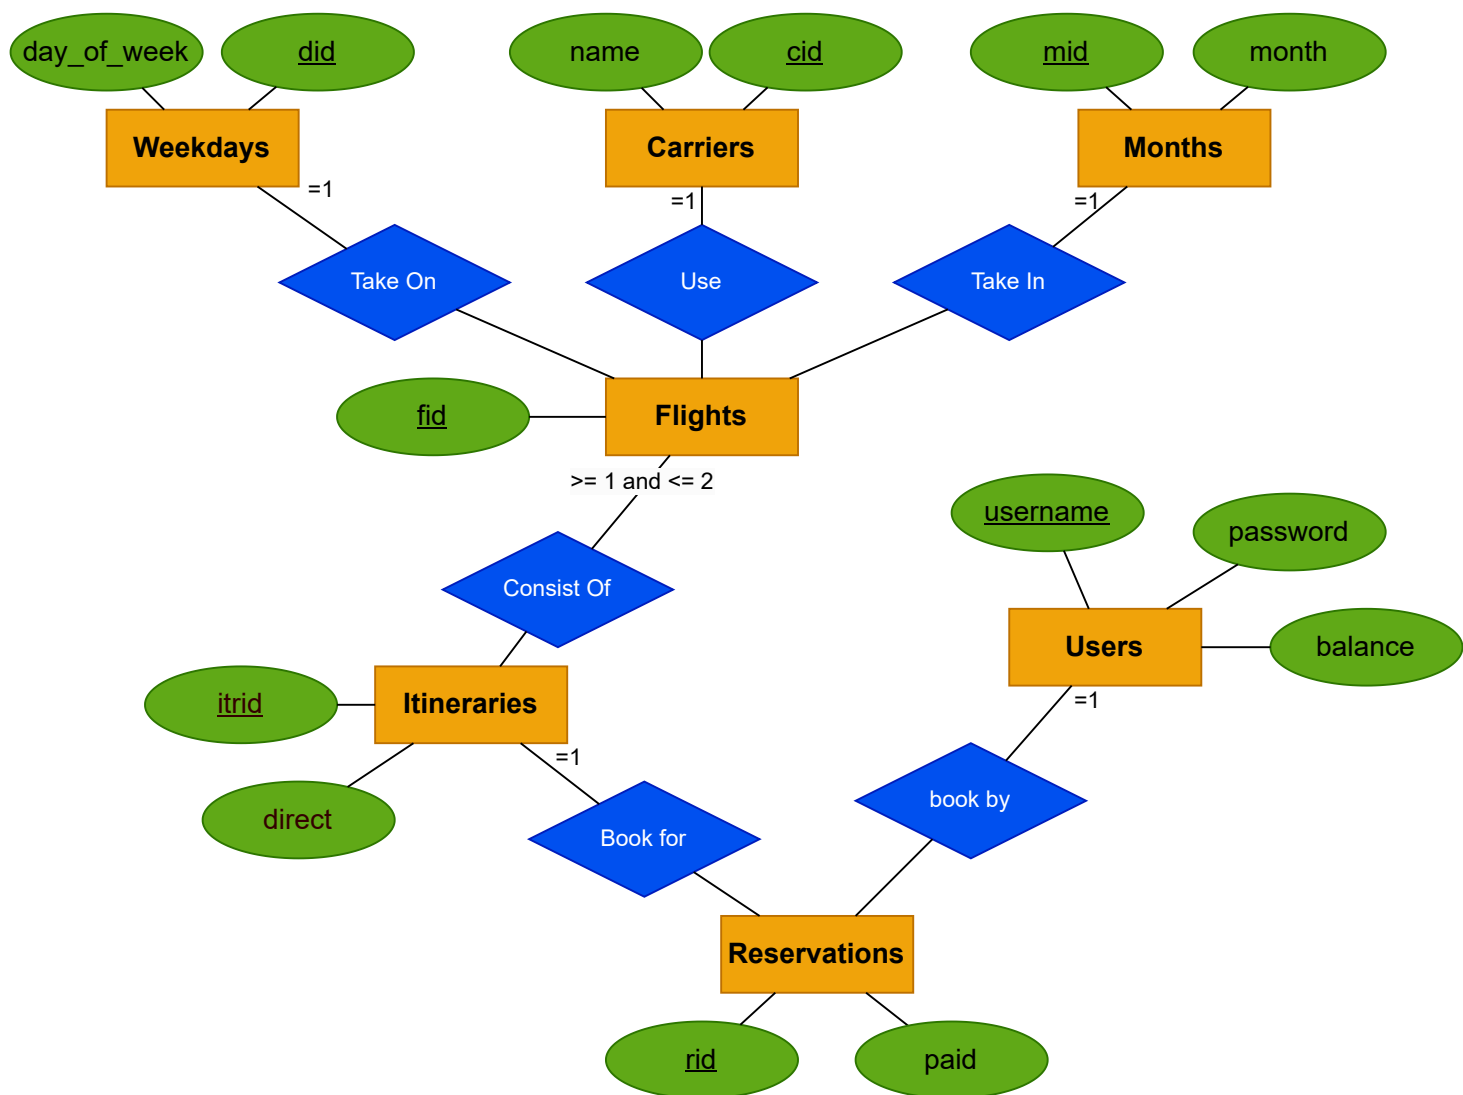 day_of_week
did
name
cid
mid
month
Weekdays
Carriers
Months
=1
=1
=1
Take On
Use
Take In
fid
Flights
>= 1 and <= 2
username
password
Consist Of
Users
balance
itrid
Itineraries
=1
=1
direct
Book for
book by
Reservations
rid
paid